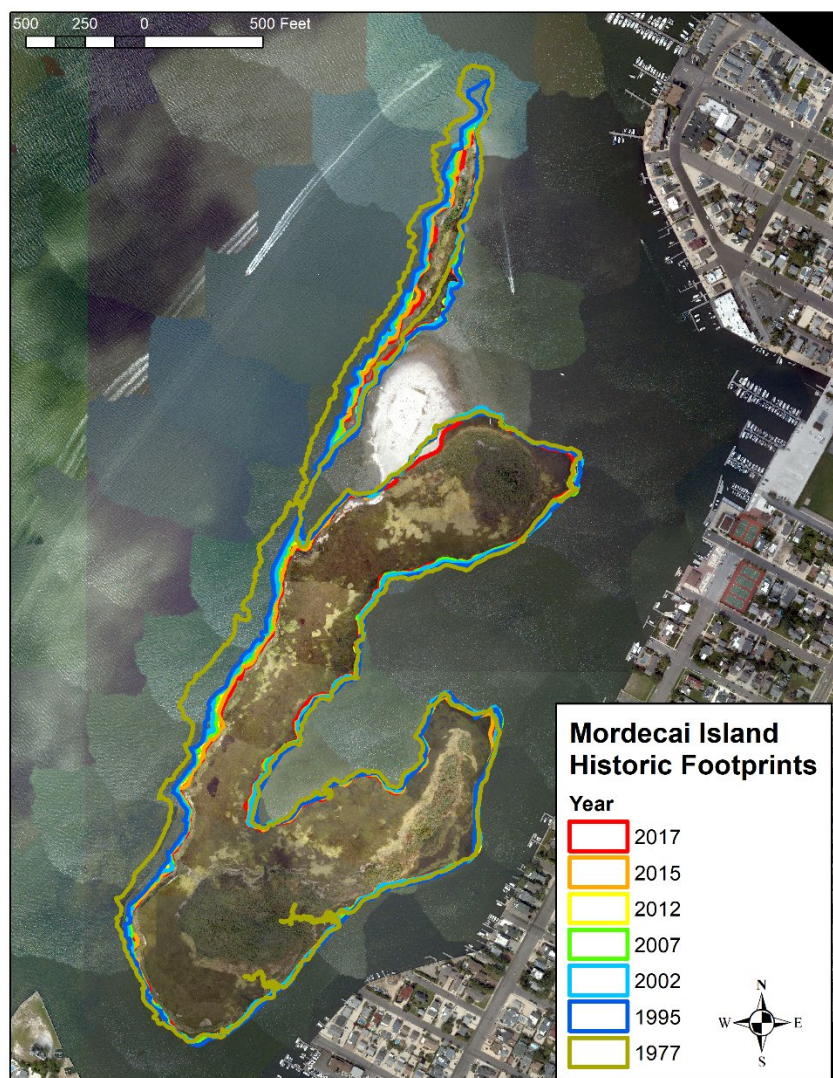 500 250 0 500 Feet
Mordecai Island
Historic Footprints
Year
2017
2015
2012
2007
2002
1995
1977
N
W E
S